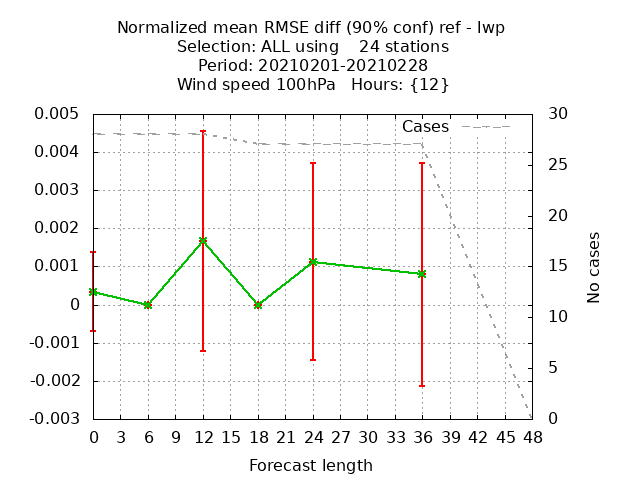 Normalized mean RMSE diff (90% conf) ref - lwp
Selection: ALL using    24 stations
Period: 20210201-20210228
Wind speed 100hPa   Hours: {12}
0.005
0.004
0.003
0.002
0.001
0
-0.001
-0.002
-0.003
Cases
30
25
20
15
10
5
0
No cases
0 3 6 9 12 15 18 21 24 27 30 33 36 39 42 45 48
Forecast length